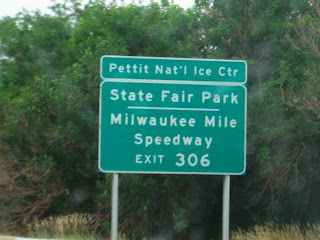 Pettit Nat'l Ice Ctr
State Fair Park
Milwaukee Mile
Speedway
EXIT 306